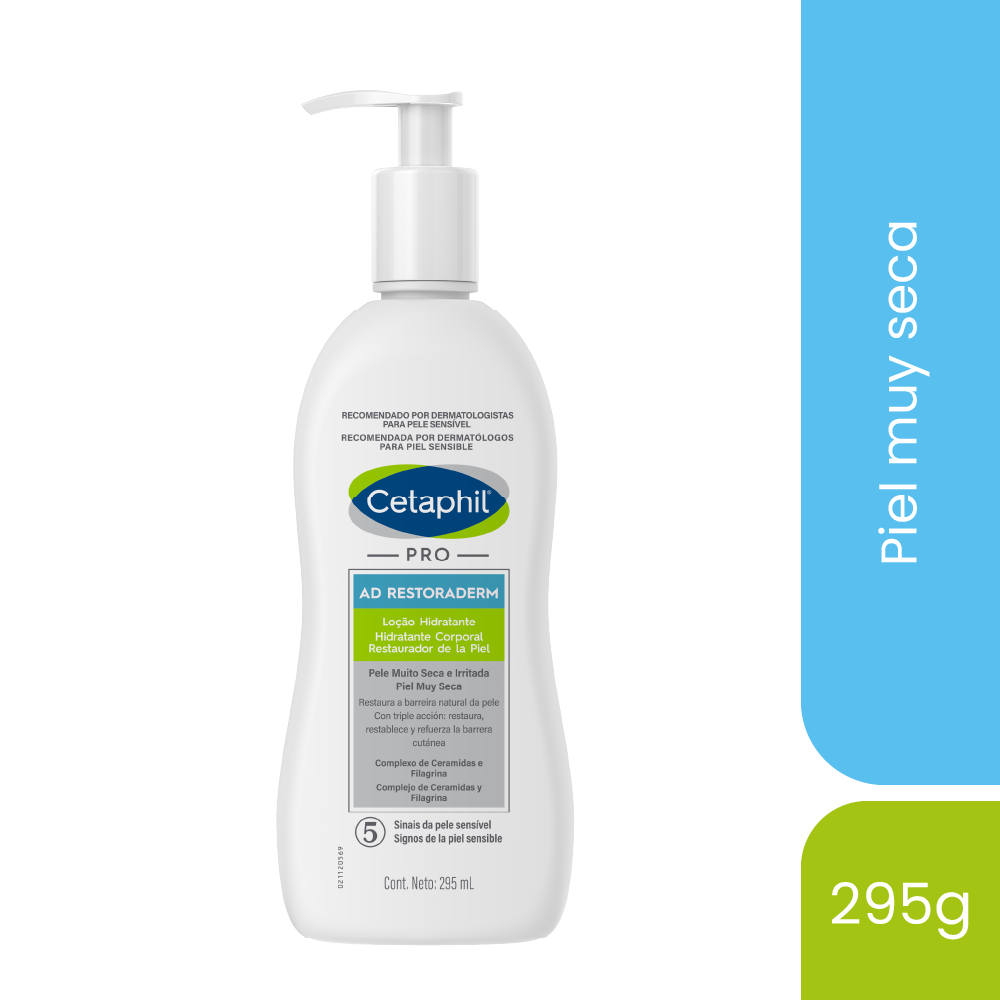 RECOMENDADO POR DERMATOLOGISTAS
PARA PELE SENSÍVEL
RECOMENDADA POR DERMATÓLOGOS
PARA PIEL SENSIBLE
Cetaphil®
PRO
AD RESTORADERM
Loção Hidratante
Hidratante Corporal
Restaurador de la Piel
Pele Muito Seca e Irritada
Piel Muy Seca
Restaura a barreira natural da pele
Con triple acción: restaura,
restablece y refuerza la barrera
cutánea
Complexo de Ceramidas e
Filagrina
Complejo de Ceramidas y
Filagrina
5
Sinais da pele sensível
Signos de la piel sensible
021120569
Cont. Neto: 295 mL
Piel muy seca
295g